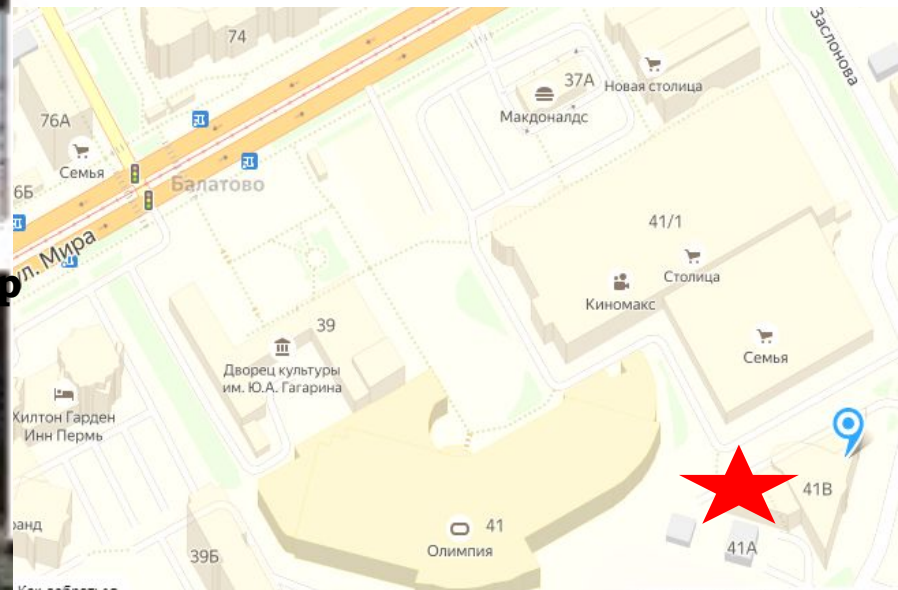 74
Заслонова
37А
Новая столица
Макдоналдс
76А
Семья
Балатово
6Б
ул. Мира
р
41/1
Столица
Киномакс
Семья
39
Дворец культуры
им. Ю.А. Гагарина
Хилтон Гарден
Инн Пермь
41В
41
Олимпия
41А
39Б
ранд